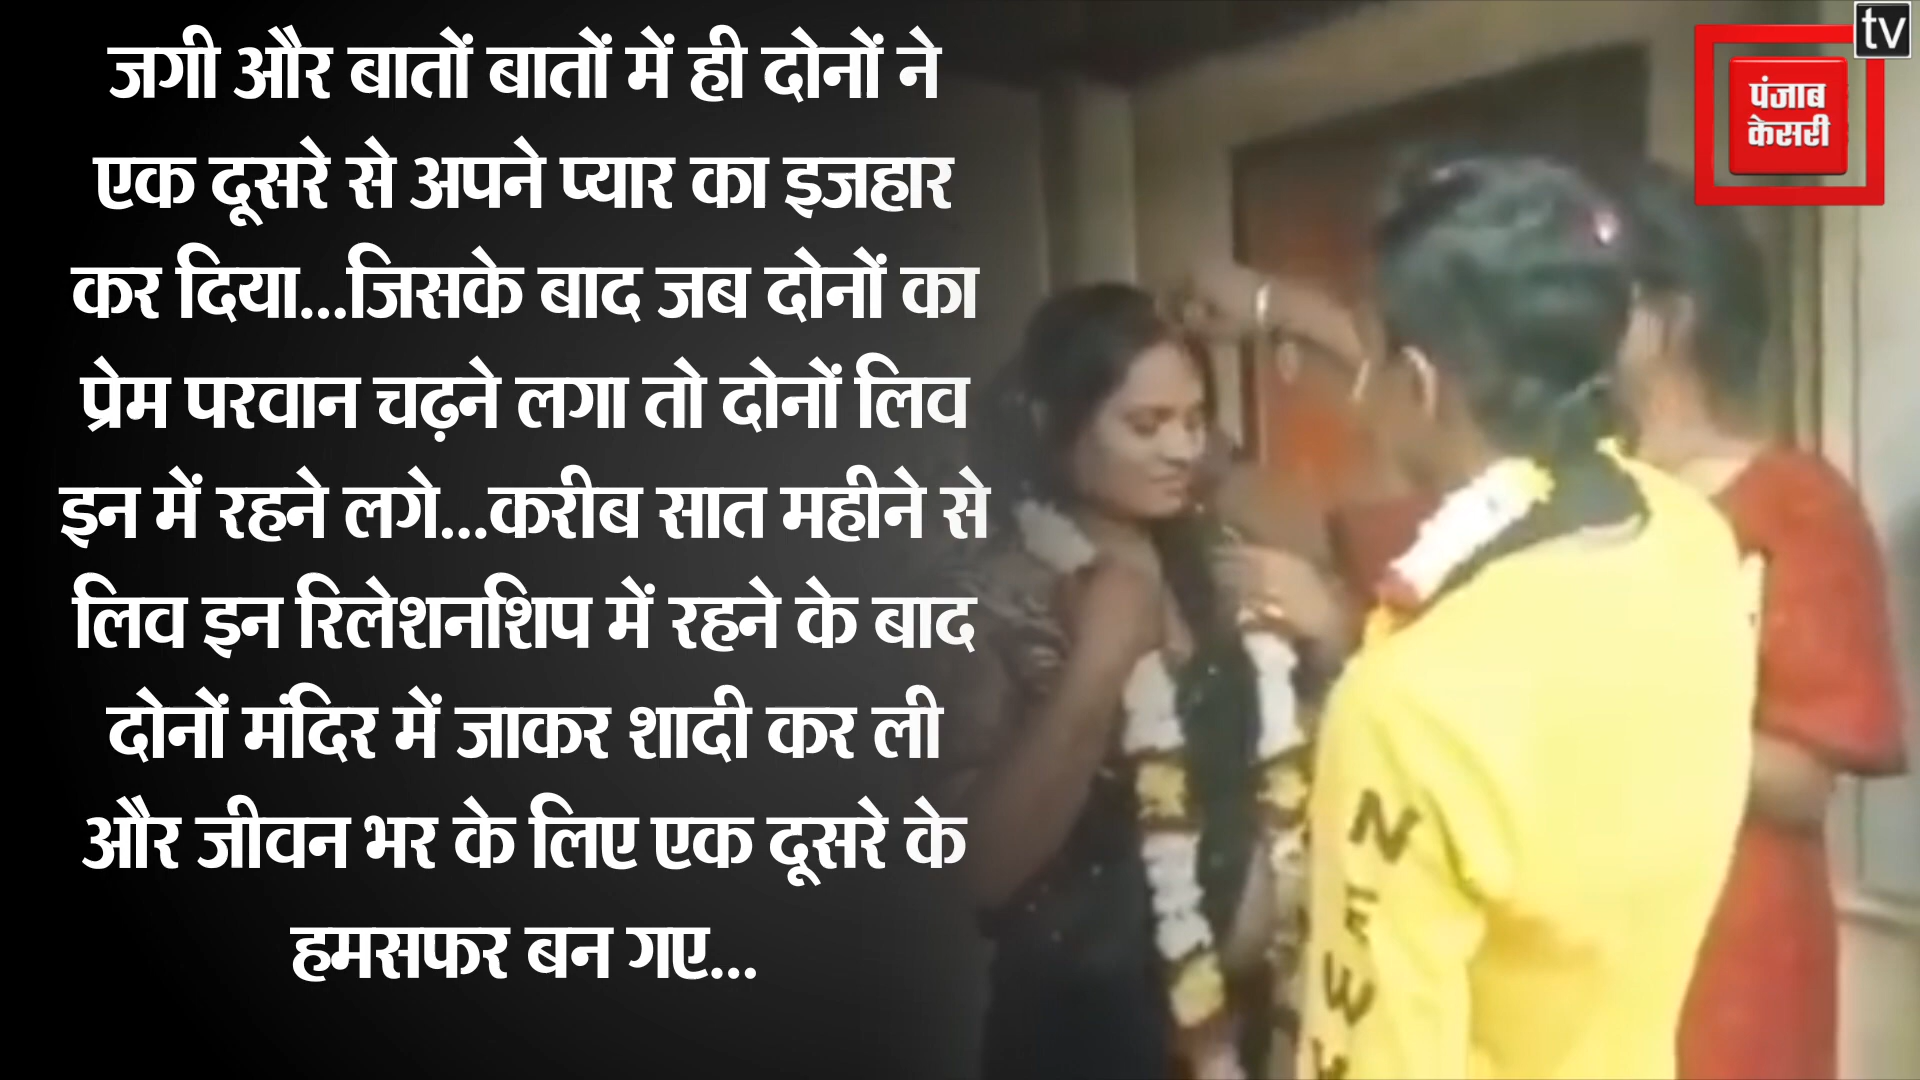 जगी और बातों बातों में ही दोनों ने
एक दूसरे से अपने प्यार का इजहार
कर दिया...जिसके बाद जब दोनों का
प्रेम परवान चढ़ने लगा तो दोनों लिव
इन में रहने लगे...करीब सात महीने से
लिव इन रिलेशनशिप में रहने के बाद
दोनों मंदिर में जाकर शादी कर ली
और जीवन भर के लिए एक दूसरे के
हमसफर बन गए...
tv
पंजाब
केसरी
N
E
W